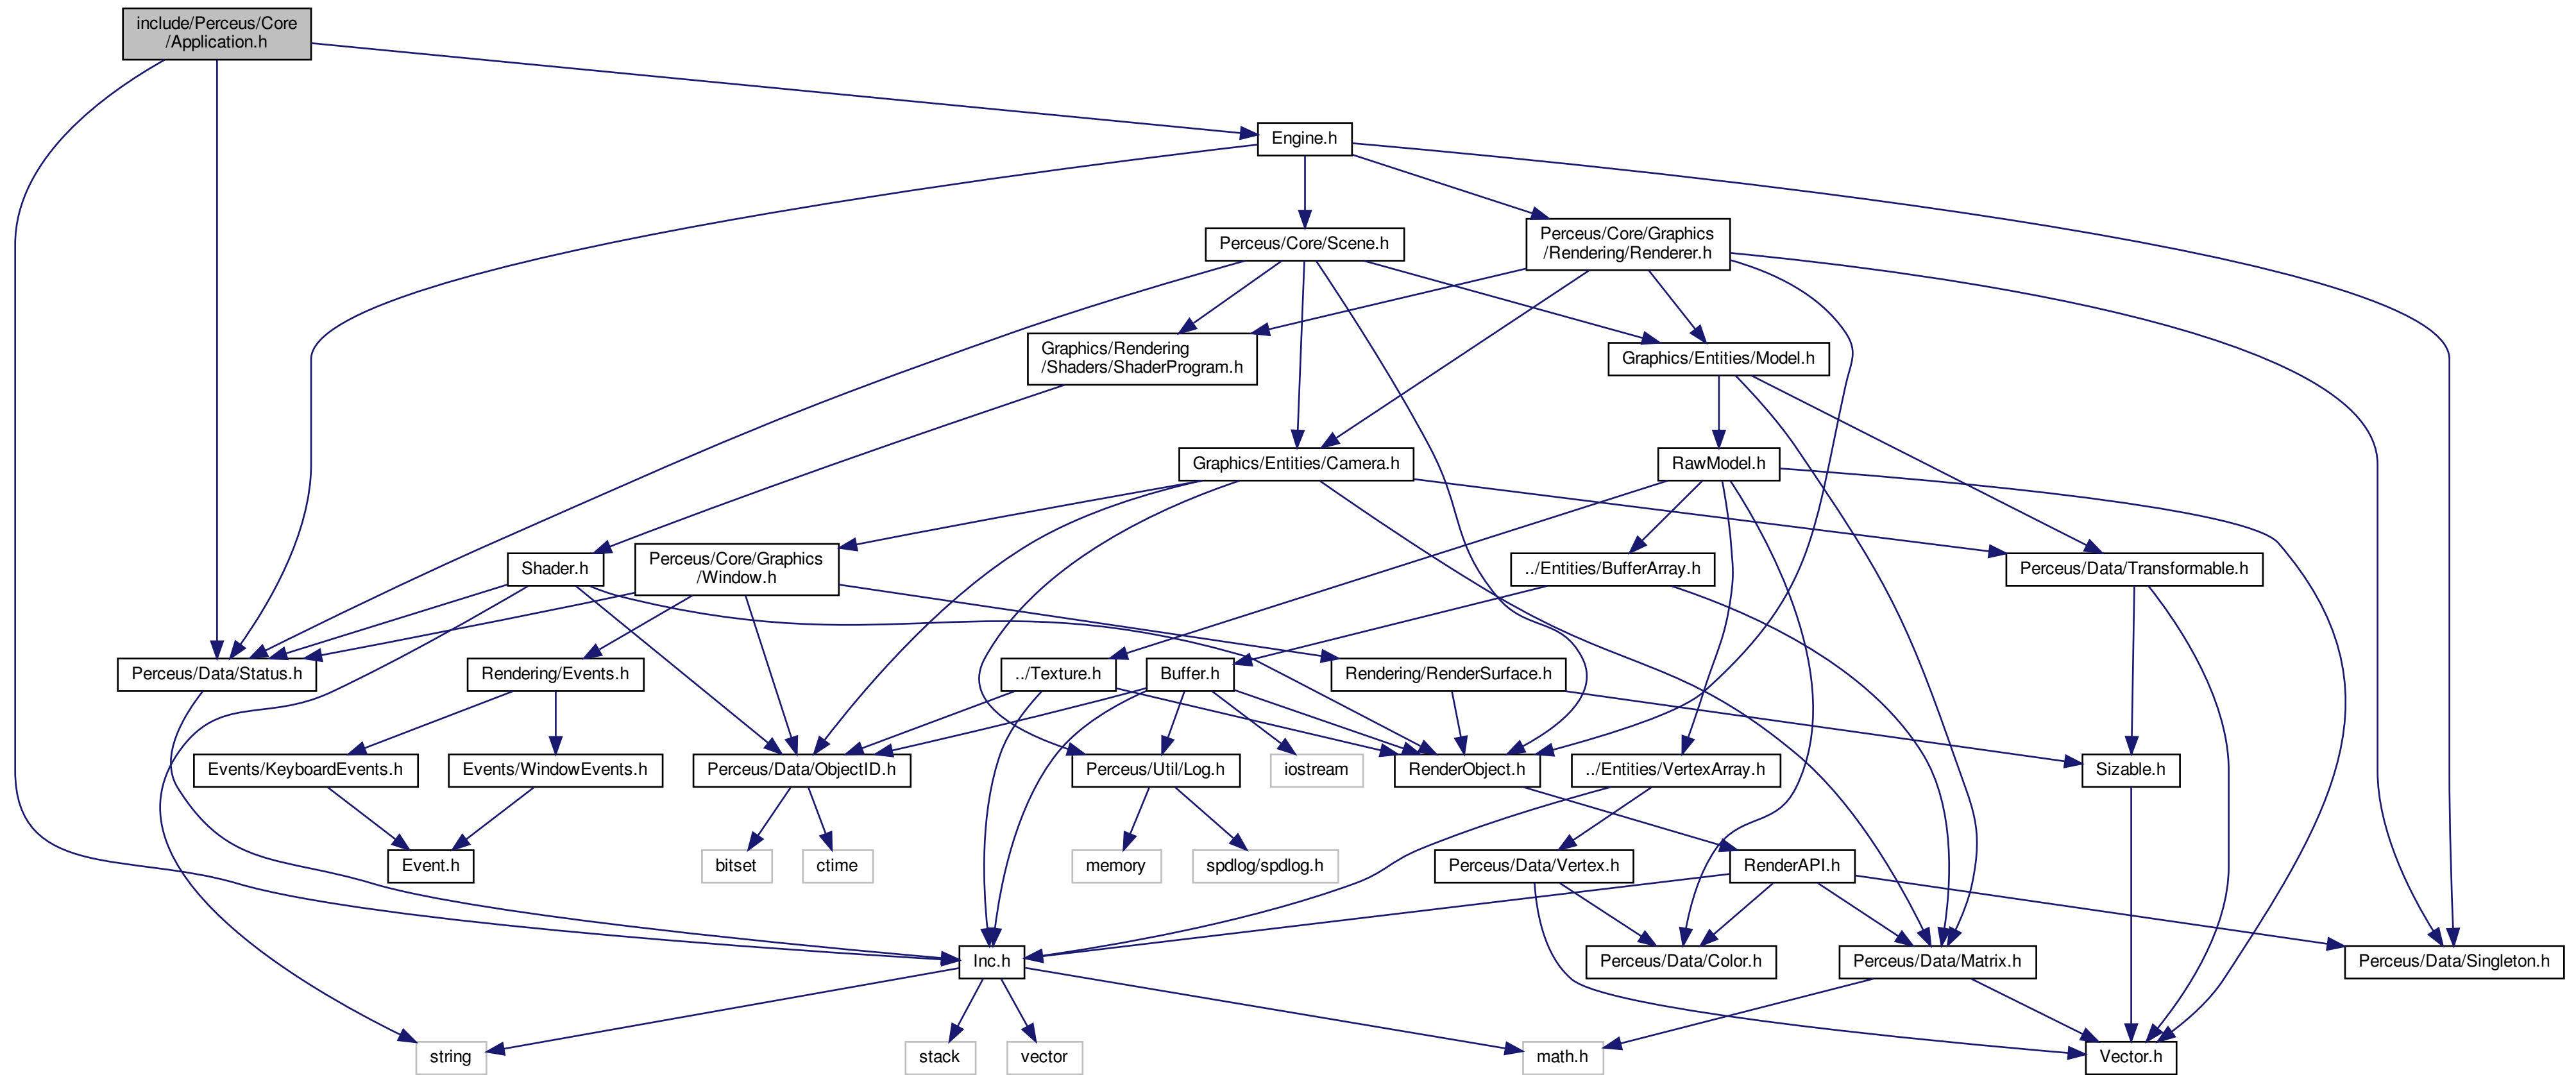 include/Perceus/Core
/Application.h
Engine.h
Perceus/Core/Scene.h
Perceus/Core/Graphics
/Rendering/Renderer.h
Graphics/Rendering
/Shaders/ShaderProgram.h
Graphics/Entities/Model.h
Graphics/Entities/Camera.h
RawModel.h
Shader.h
Perceus/Core/Graphics
/Window.h
../Entities/BufferArray.h
Perceus/Data/Transformable.h
Perceus/Data/Status.h
Rendering/Events.h
../Texture.h
Buffer.h
Rendering/RenderSurface.h
Events/KeyboardEvents.h
Events/WindowEvents.h
Perceus/Data/ObjectID.h
Perceus/Util/Log.h
iostream
RenderObject.h
../Entities/VertexArray.h
Sizable.h
Event.h
bitset
ctime
memory
spdlog/spdlog.h
Perceus/Data/Vertex.h
RenderAPI.h
Inc.h
Perceus/Data/Color.h
Perceus/Data/Matrix.h
Perceus/Data/Singleton.h
string
stack
vector
math.h
Vector.h